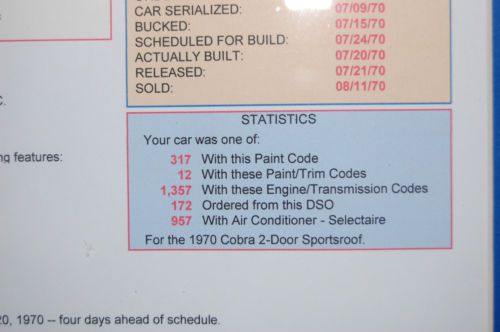 CAR SERIALIZED: 07/09/70
BUCKED: 07/15/70
SCHEDULED FOR BUILD: 07/24/70
ACTUALLY BUILT: 07/20/70
RELEASED: 07/21/70
SOLD: 08/11/70
STATISTICS
Your car was one of:
features:
317 With this Paint Code
12 With these Paint/Trim Codes
1,357 With these Engine/Transmission Codes
172 Ordered from this DSO
957 With Air Conditioner - Selectaire
For the 1970 Cobra 2-Door Sportsroof.
20, 1970 -- four days ahead of schedule.